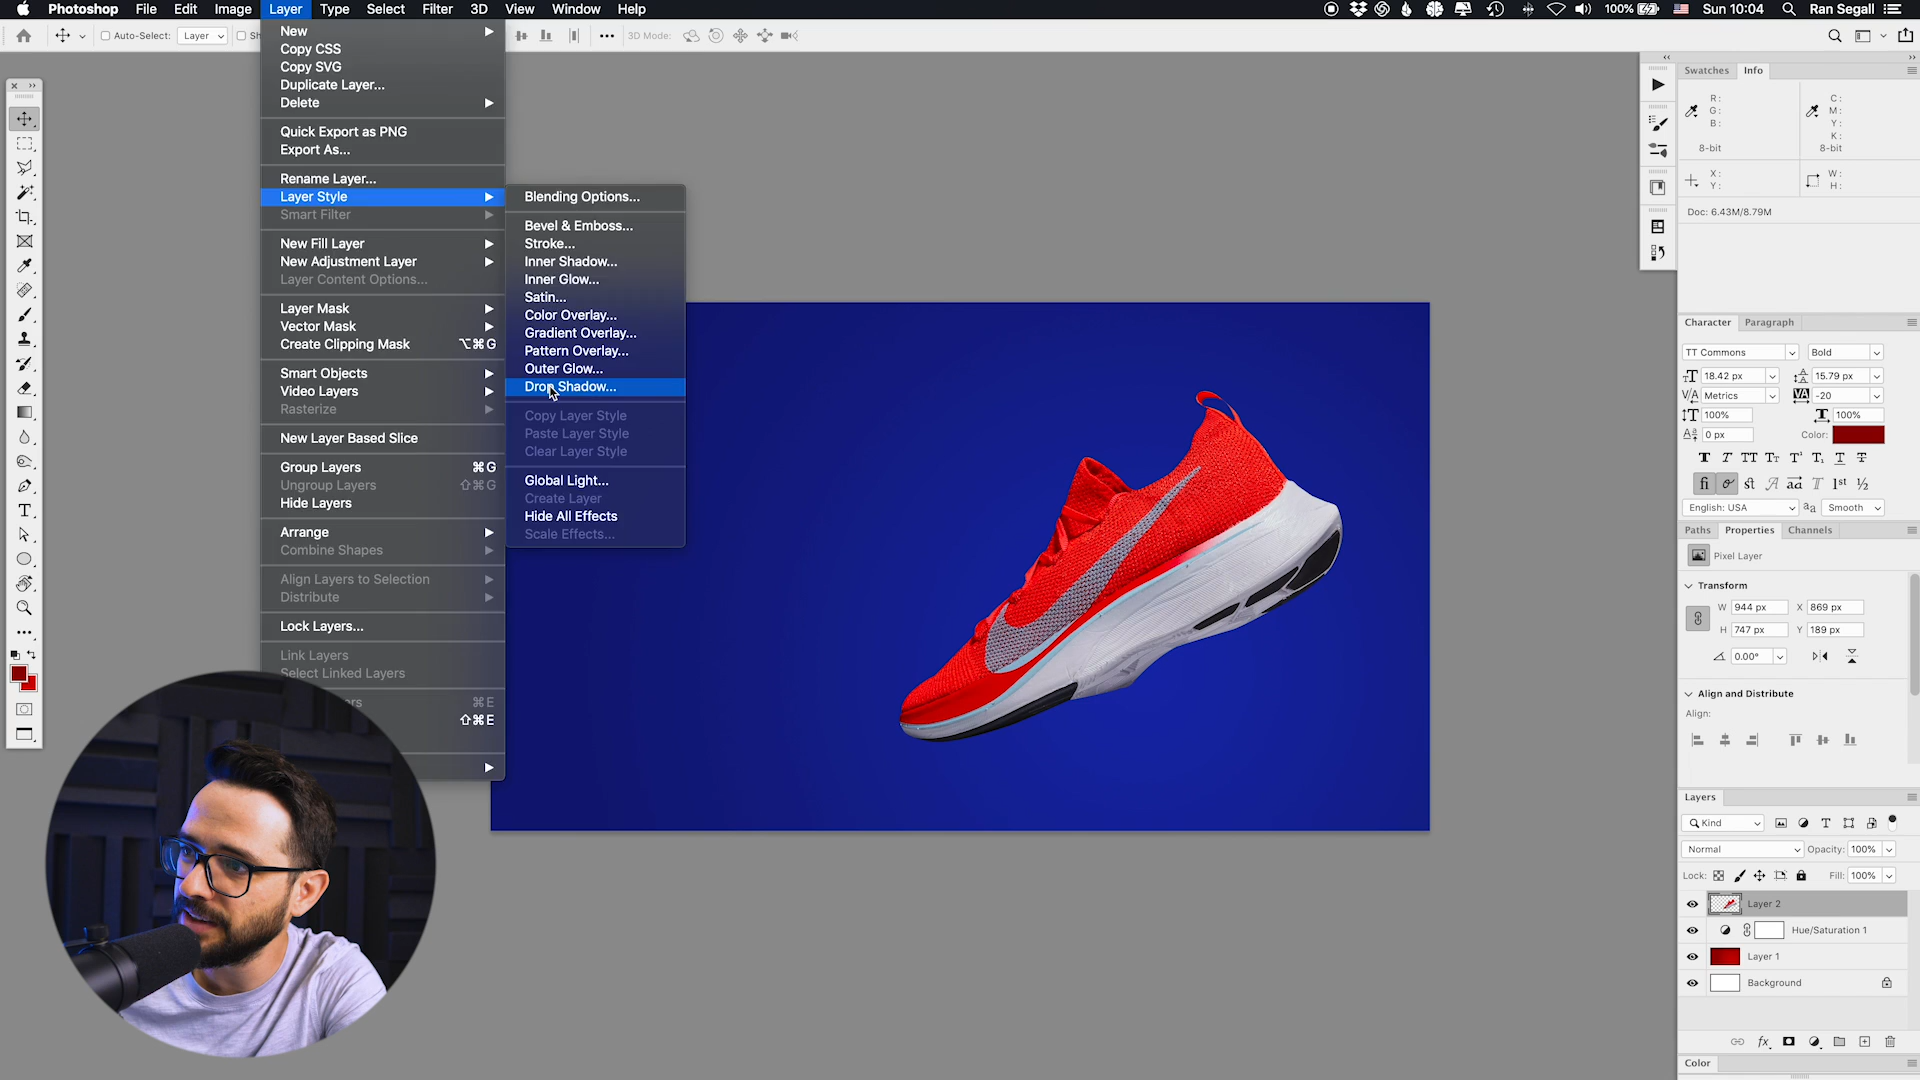 Photoshop File Edit Image Layer Type Select Filter 3D View Window Help
100% Sun 10:04 Ran Segall
Auto-Select: Layer
3D Mode:
New
Copy CSS
Copy SVG
Duplicate Layer...
Delete
Quick Export as PNG
Export As...
Rename Layer...
Layer Style
Smart Filter
New Fill Layer
New Adjustment Layer
Layer Content Options...
Layer Mask
Vector Mask
Create Clipping Mask ⌥⌘G
Smart Objects
Video Layers
Rasterize
New Layer Based Slice
Group Layers ⌘G
Ungroup Layers ⇧⌘G
Hide Layers
Arrange
Combine Shapes
Align Layers to Selection
Distribute
Lock Layers...
Link Layers
Select Linked Layers
⌘E
⇧⌘E
Blending Options...
Bevel & Emboss...
Stroke...
Inner Shadow...
Inner Glow...
Satin...
Color Overlay...
Gradient Overlay...
Pattern Overlay...
Outer Glow...
Drop Shadow...
Copy Layer Style
Paste Layer Style
Clear Layer Style
Global Light...
Create Layer
Hide All Effects
Scale Effects...
Swatches Info
R: C:
G: M:
B: Y:
K:
8-bit 8-bit
X: W:
Y: H:
Doc: 6.43M/8.79M
Character Paragraph
TT Commons Bold
18.42 px 15.79 px
Metrics -20
100% 100%
0 px Color:
English: USA Smooth
Paths Properties Channels
Pixel Layer
Transform
W 944 px X 869 px
H 747 px Y 189 px
0.00°
Align and Distribute
Align:
Layers
Kind
Normal Opacity: 100%
Lock: Fill: 100%
Layer 2
Hue/Saturation 1
Layer 1
Background
fx
Color